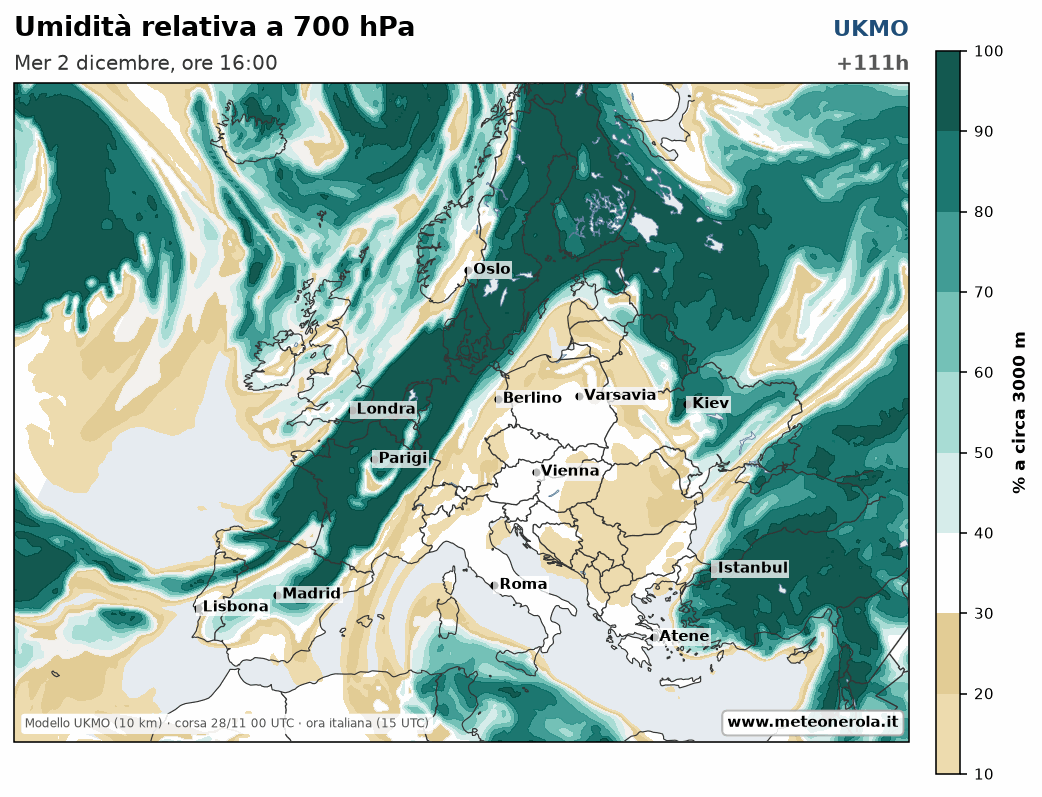 Umidità relativa a 700 hPa
UKMO
Mer 2 dicembre, ore 16:00
+111h
100
90
80
70
60
50
40
30
20
10
% a circa 3000 m
Oslo
Berlino
Varsavia
Kiev
Londra
Parigi
Vienna
Istanbul
Roma
Madrid
Lisbona
Atene
Modello UKMO (10 km) · corsa 28/11 00 UTC · ora italiana (15 UTC)
www.meteonerola.it